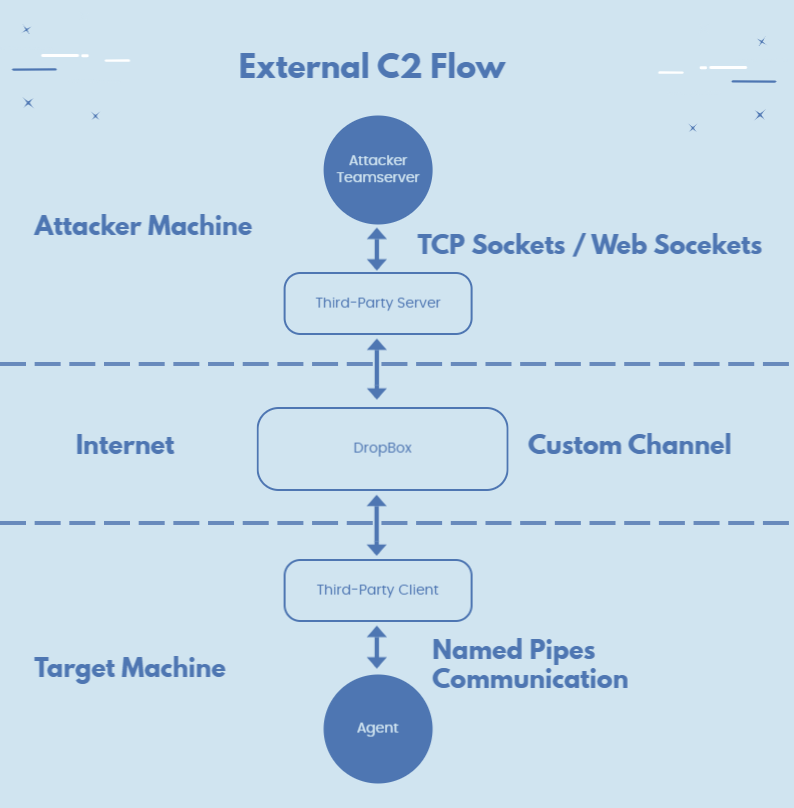 External C2 Flow
Attacker
Teamserver
Attacker Machine
TCP Sockets / Web Socekets
Third-Party Server
Internet
DropBox
Custom Channel
Third-Party Client
Named Pipes
Communication
Target Machine
Agent